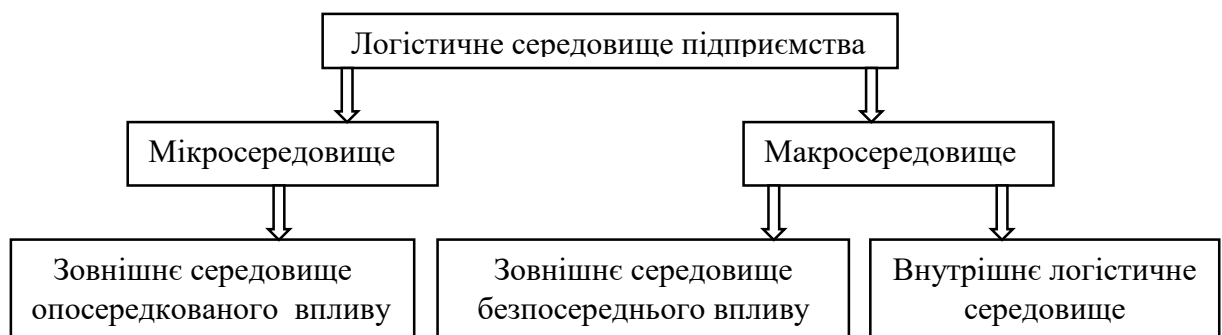 Логістичне середовище підприємства
Мікросередовище
Макросередовище
Зовнішнє середовище
опосередкованого впливу
Зовнішнє середовище
безпосереднього впливу
Внутрішнє логістичне
середовище